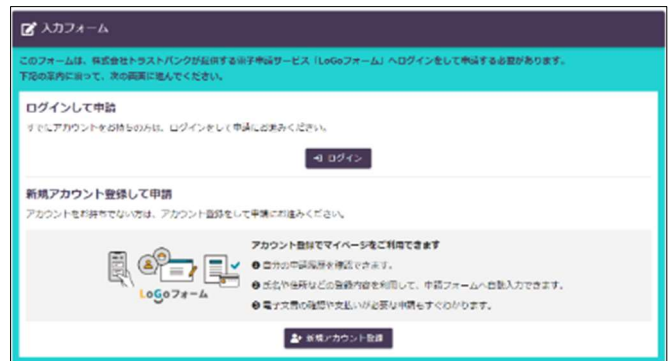 入力フォーム
このフォームは、株式会社トラストバンクが提供する電子申請サービス「LoGoフォーム」へログインをして申請する必要があります。
下記の案内に沿って、次の画面に進んでください。
ログインして申請
すでにアカウントをお持ちの方は、ログインをして申請にお進みください。
ログイン
新規アカウント登録して申請
アカウントをお持ちでない方は、アカウント登録をして申請にお進みください。
アカウント登録でマイページをご利用できます
❶ 自分の申請履歴を確認できます。
❷ 氏名や住所などの登録内容を利用して、申請フォームへ自動入力できます。
❸ 電子文書の確認や支払いが必要な申請もすぐわかります。
LoGoフォーム
新規アカウント登録